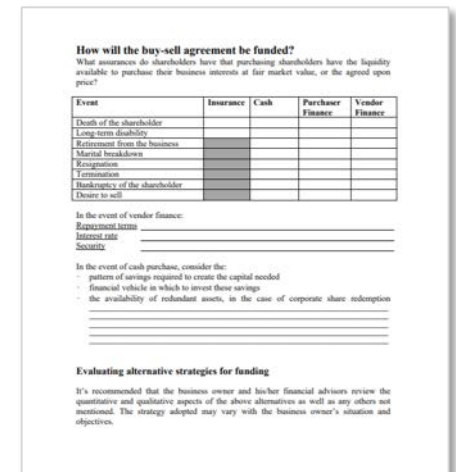 How will the buy-sell agreement be funded?
What assurances do shareholders have that purchasing shareholders have the liquidity
available to purchase their business interests at fair market value, or the agreed upon
price?
Event Insurance Cash Purchaser Finance Vendor Finance
Death of the shareholder
Long-term disability
Retirement from the business
Marital breakdown
Resignation
Termination
Bankruptcy of the shareholder
Desire to sell
In the event of vendor finance:
Repayment terms
Interest rate
Security
In the event of cash purchase, consider the:
- pattern of savings required to create the capital needed
- financial vehicle in which to invest these savings
- the availability of redundant assets, in the case of corporate share redemption
Evaluating alternative strategies for funding
It's recommended that the business owner and his/her financial advisors review the
quantitative and qualitative aspects of the above alternatives as well as any others not
mentioned. The strategy adopted may vary with the business owner's situation and
objectives.